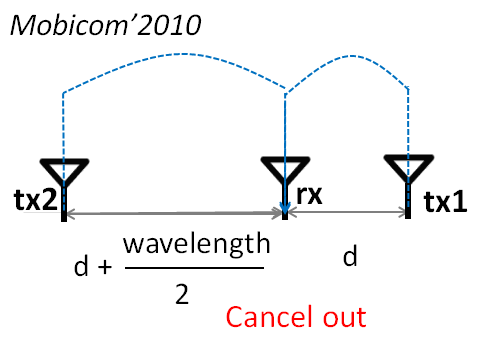 Mobicom’2010
tx2
rx
tx1
d + wavelength
2
d
Cancel out